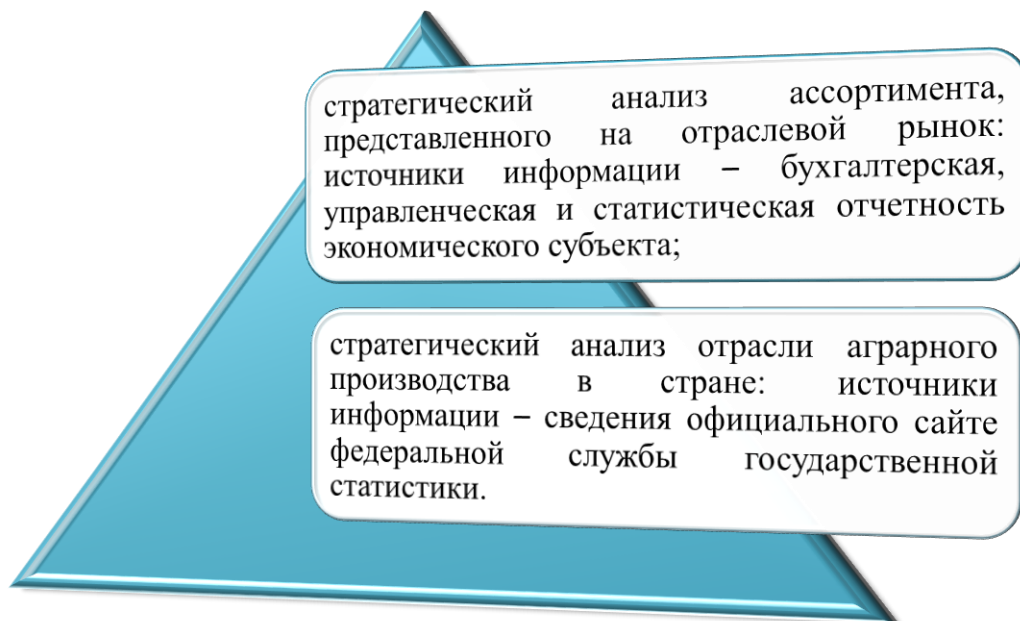 стратегический анализ ассортимента,
представленного на отраслевой рынок:
источники информации – бухгалтерская,
управленческая и статистическая отчетность
экономического субъекта;
стратегический анализ отрасли аграрного
производства в стране: источники
информации – сведения официального сайте
федеральной службы государственной
статистики.